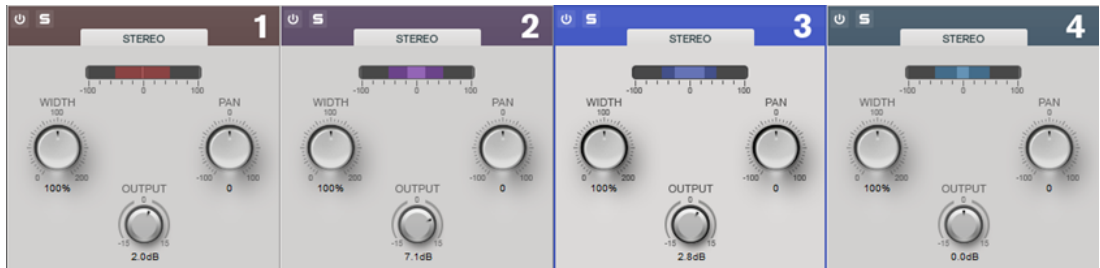 S 1 S 2 S 3 S 4
STEREO STEREO STEREO STEREO
-100 0 100 -100 0 100 -100 0 100 -100 0 100
WIDTH PAN WIDTH PAN WIDTH PAN WIDTH PAN
100 0 100 0 100 0 100 0
0 200 -100 100 0 200 -100 100 0 200 -100 100 0 200 -100 100
100% 0 100% 0 100% 0 100% 0
OUTPUT OUTPUT OUTPUT OUTPUT
0 0 0 0
-15 15 -15 15 -15 15 -15 15
2.0dB 7.1dB 2.8dB 0.0dB